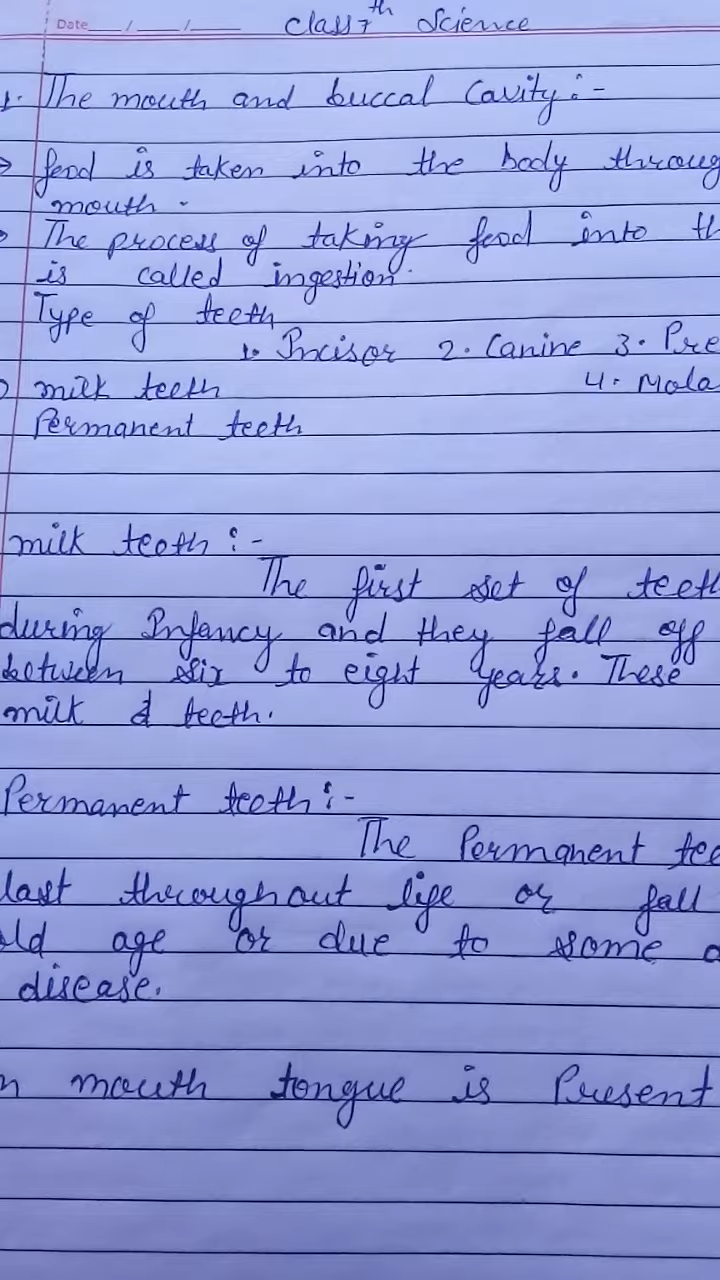 Date___/___/___ Class 7th Science
1. The mouth and buccal Cavity :-
→ food is taken into the body throug
mouth.
The process of taking food into th
is called ingestion.
Type of teeth
1. Incisor 2. Canine 3. Pre
4. Mola
milk teeth
Permanent teeth
milk teeth :-
The first set of teeth
during Infancy and they fall off
between six to eight years. These
milk teeth.
Permanent teeth :-
The Permanent tee
last throughout life or fall
old age or due to some
disease.
n mouth tongue is Present